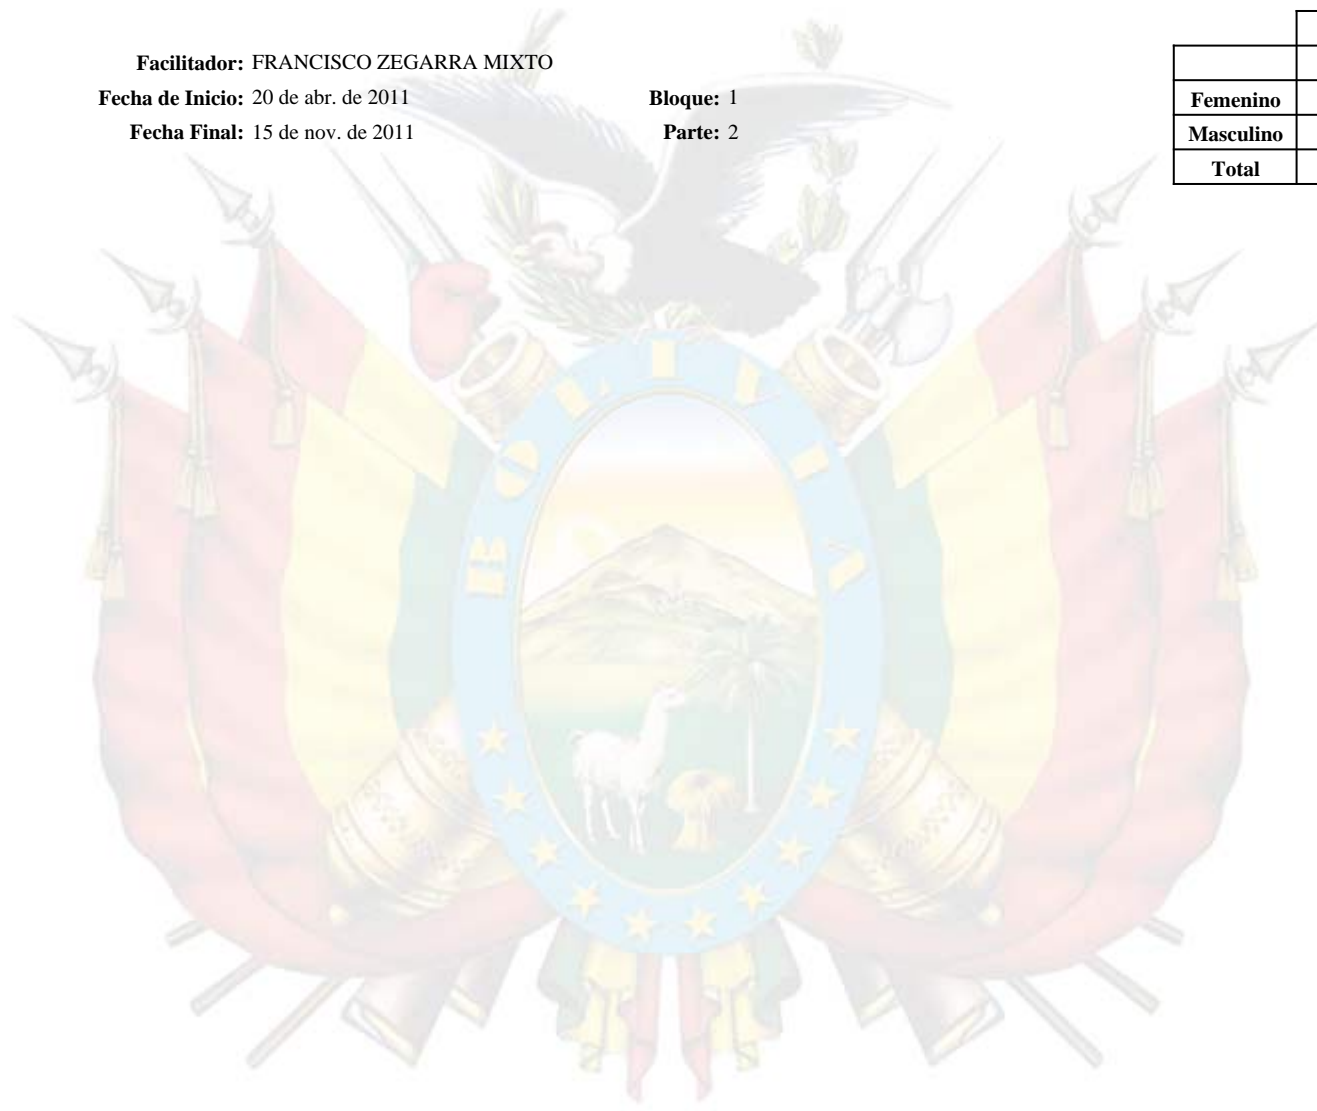 Facilitador: FRANCISCO ZEGARRA MIXTO
Fecha de Inicio: 20 de abr. de 2011 Bloque: 1
Fecha Final: 15 de nov. de 2011 Parte: 2
Femenino
Masculino
Total
BOLIVIA